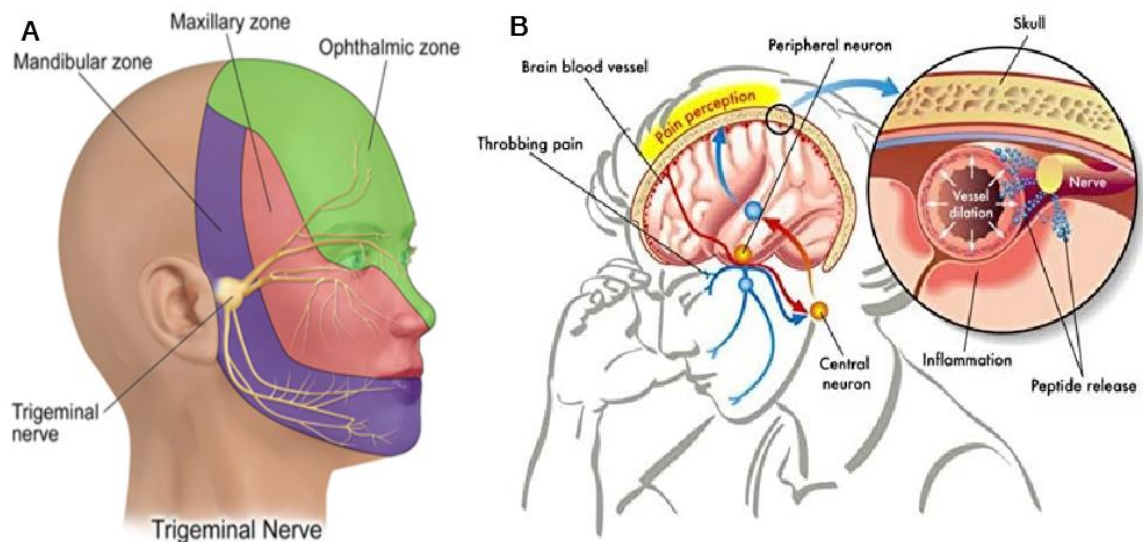 A
Maxillary zone
Mandibular zone
Ophthalmic zone
Trigeminal
nerve
Trigeminal Nerve
B
Peripheral neuron
Brain blood vessel
Pain perception
Throbbing pain
Central
neuron
Skull
Nerve
Vessel
dilation
Inflammation
Peptide release